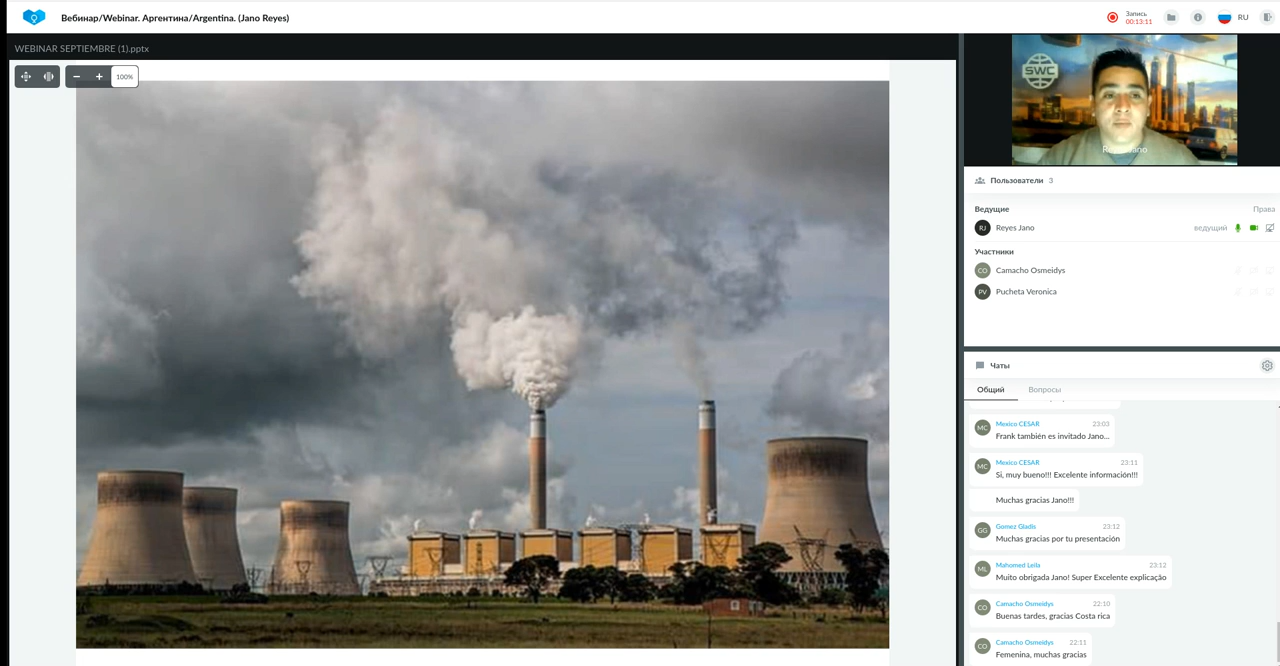 Вебинар/Webinar. Аргентина/Argentina. (Jano Reyes)
Запись
00:13:11
RU
WEBINAR SEPTIEMBRE (1).pptx
100%
SWC
Пользователи 3
Ведущие Права
RJ Reyes Jano ведущий
Участники
CO Camacho Osmeidys
PV Pucheta Veronica
Чаты
Общий Вопросы
MC Mexico CESAR 23:03
Frank también es invitado Jano...
MC Mexico CESAR 23:11
Si, muy bueno!!! Excelente información!!!
Muchas gracias Jano!!!
GG Gomez Gladis 23:12
Muchas gracias por tu presentación
ML Mahomed Leila 23:12
Muito obrigada Jano! Super Excelente explicação
CO Camacho Osmeidys 22:10
Buenas tardes, gracias Costa rica
CO Camacho Osmeidys 22:11
Femenina, muchas gracias